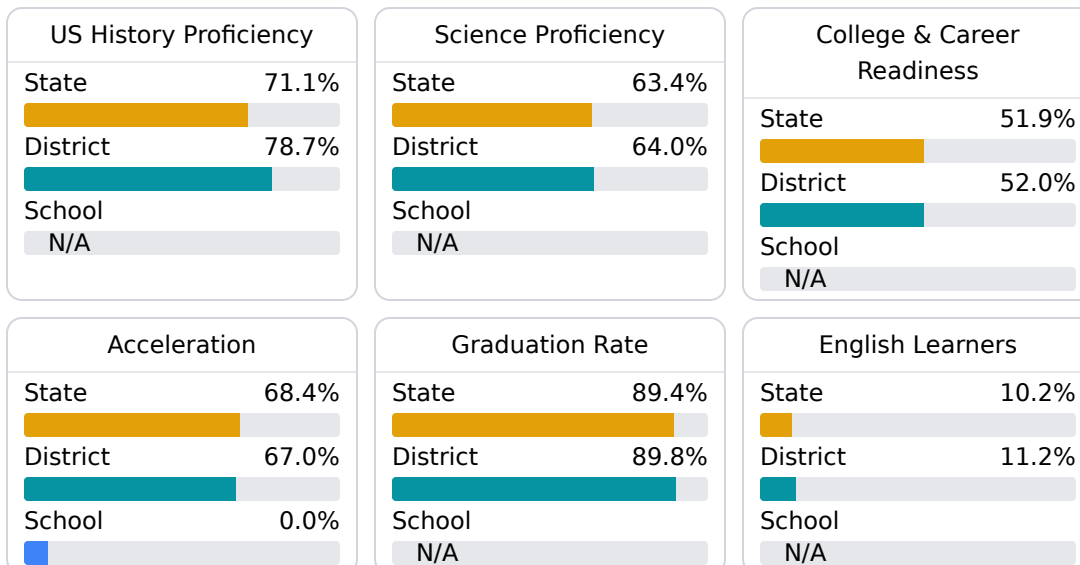 US History Proficiency
State 71.1%
District 78.7%
School
N/A
Science Proficiency
State 63.4%
District 64.0%
School
N/A
College & Career
Readiness
State 51.9%
District 52.0%
School
N/A
Acceleration
State 68.4%
District 67.0%
School 0.0%
Graduation Rate
State 89.4%
District 89.8%
School
N/A
English Learners
State 10.2%
District 11.2%
School
N/A